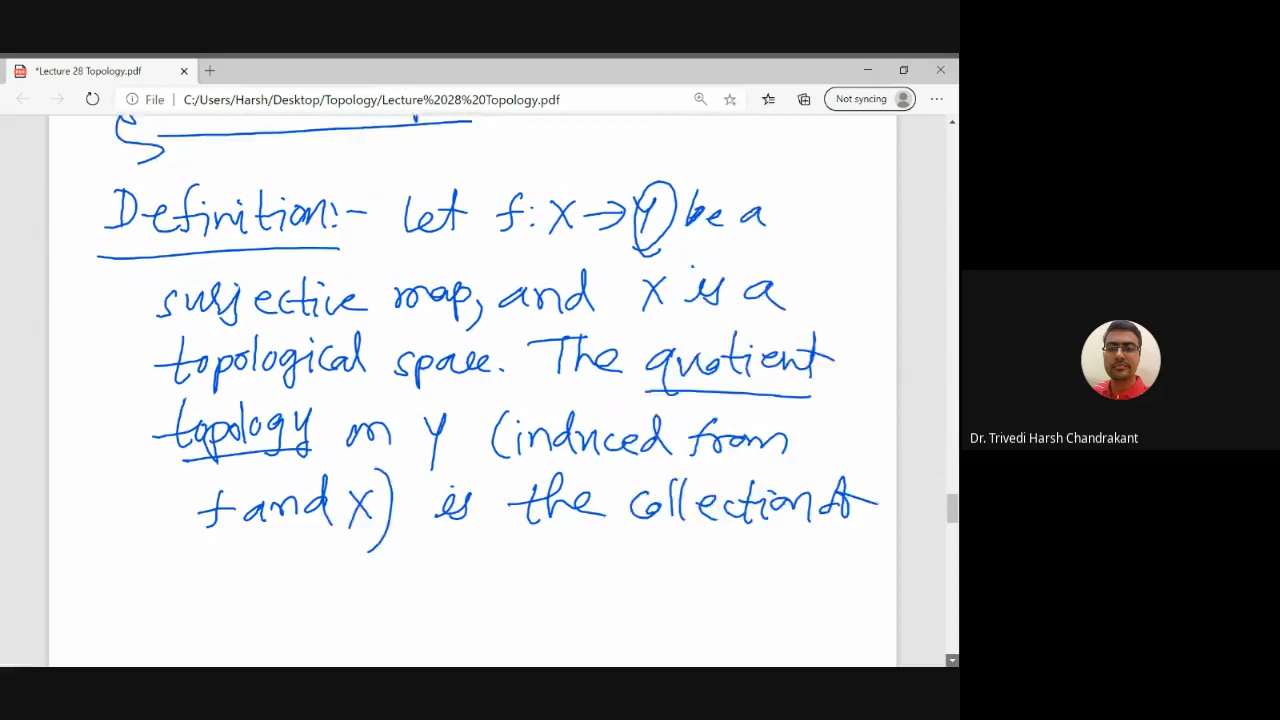 *Lecture 28 Topology.pdf
File | C:/Users/Harsh/Desktop/Topology/Lecture%2028%20Topology.pdf
Not syncing
Definition:- Let f: X → Y be a
surjective map, and X is a
topological space. The quotient
topology on Y (induced from
f and X) is the collection of
Dr. Trivedi Harsh Chandrakant